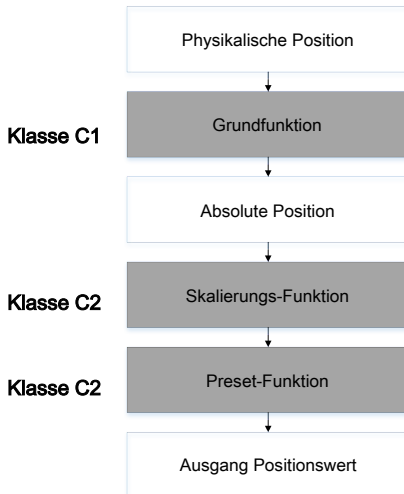 Physikalische Position
Klasse C1
Grundfunktion
Absolute Position
Klasse C2
Skalierungs-Funktion
Klasse C2
Preset-Funktion
Ausgang Positionswert